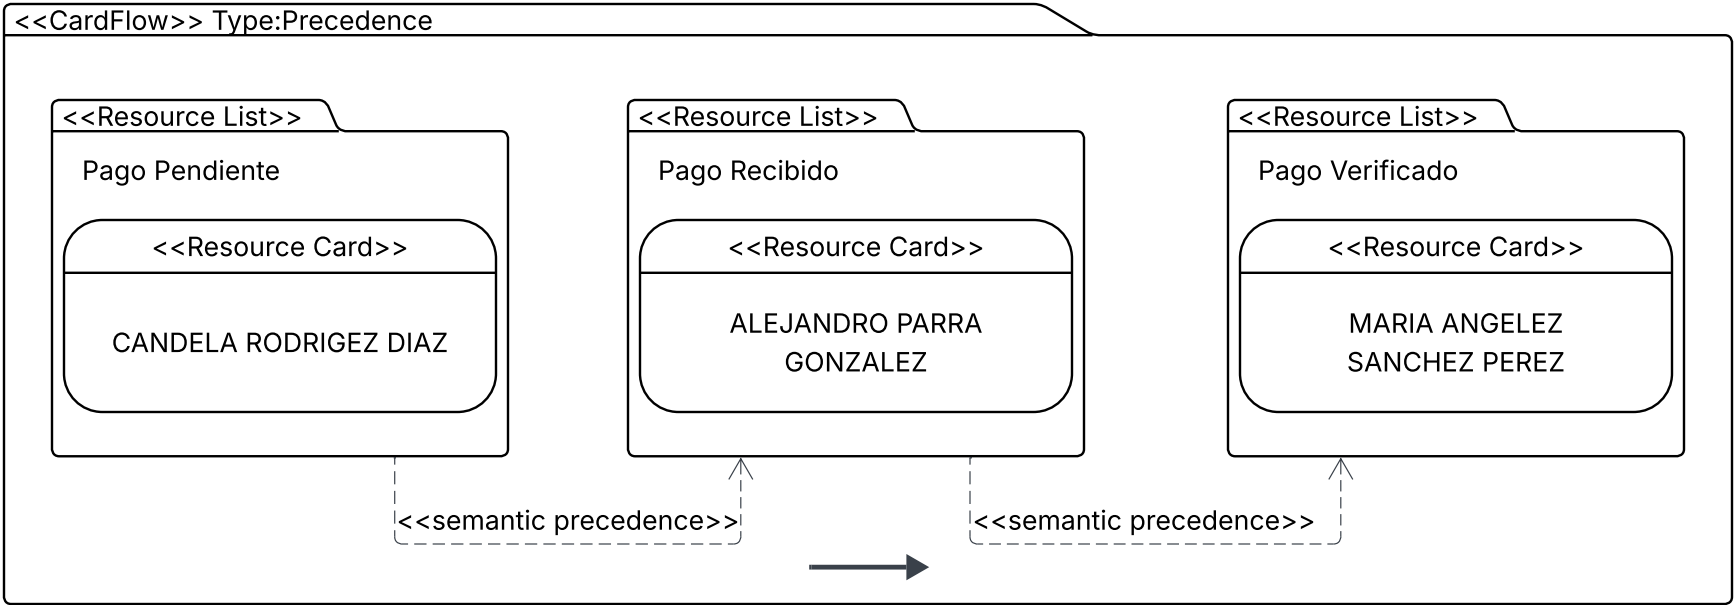 <<CardFlow>> Type:Precedence
<<Resource List>>
Pago Pendiente
<<Resource Card>>
CANDELA RODRIGEZ DIAZ
<<Resource List>>
Pago Recibido
<<Resource Card>>
ALEJANDRO PARRA
GONZALEZ
<<Resource List>>
Pago Verificado
<<Resource Card>>
MARIA ANGELEZ
SANCHEZ PEREZ
<<semantic precedence>>
<<semantic precedence>>